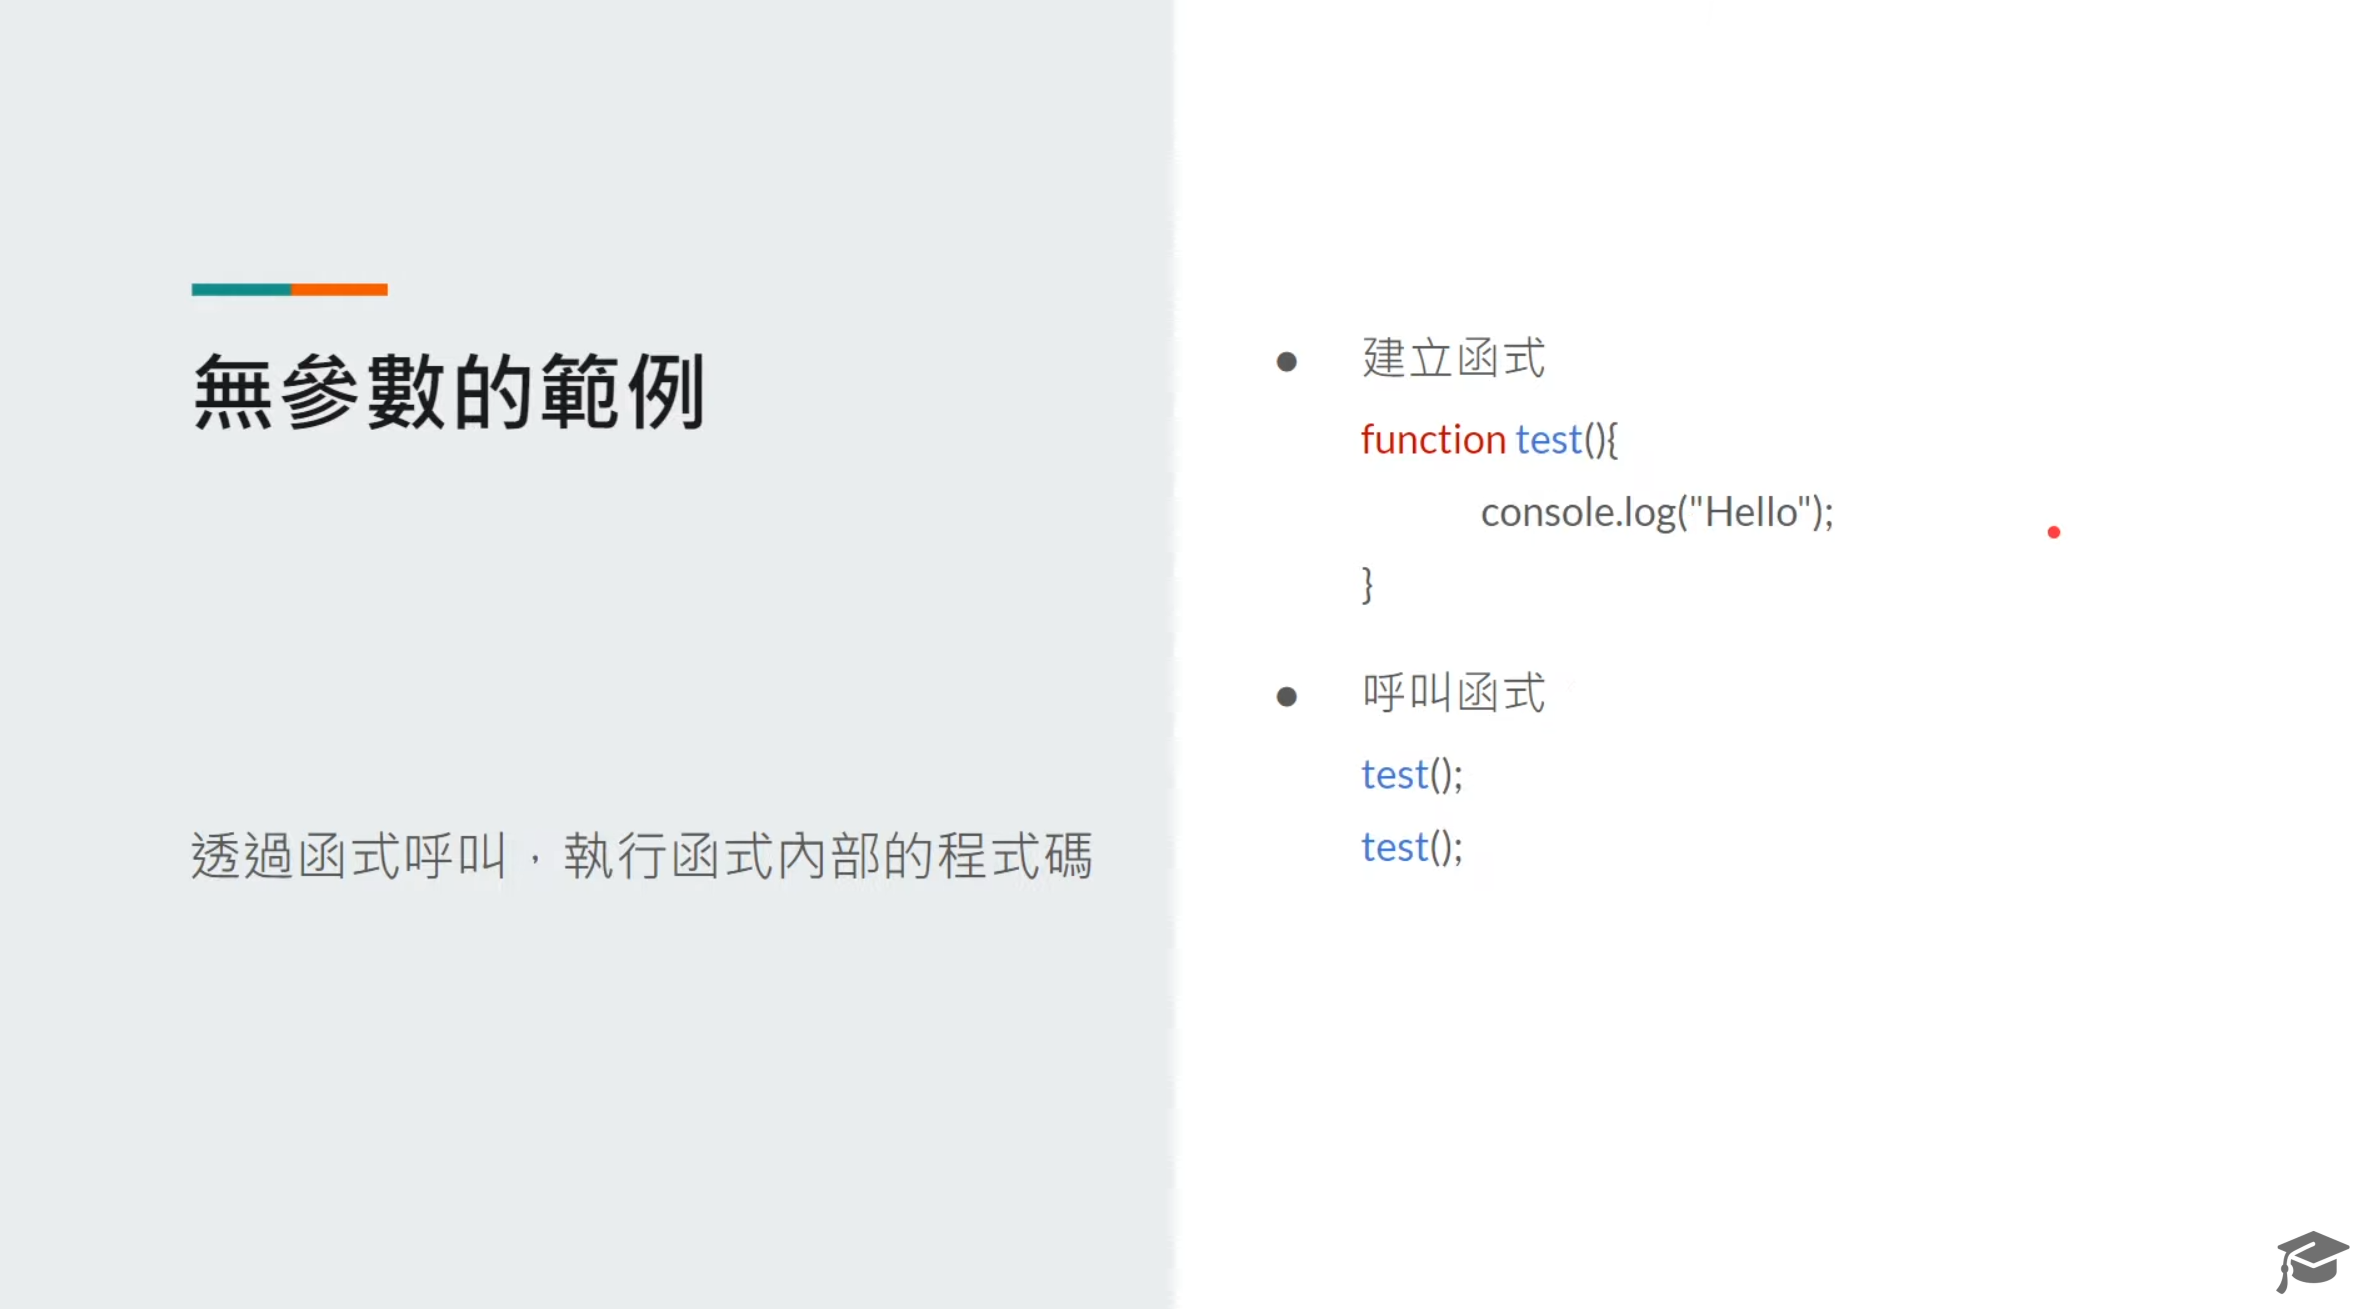 無參數的範例
透過函式呼叫，執行函式內部的程式碼
● 建立函式
function test(){
console.log("Hello");
}
● 呼叫函式
test();
test();